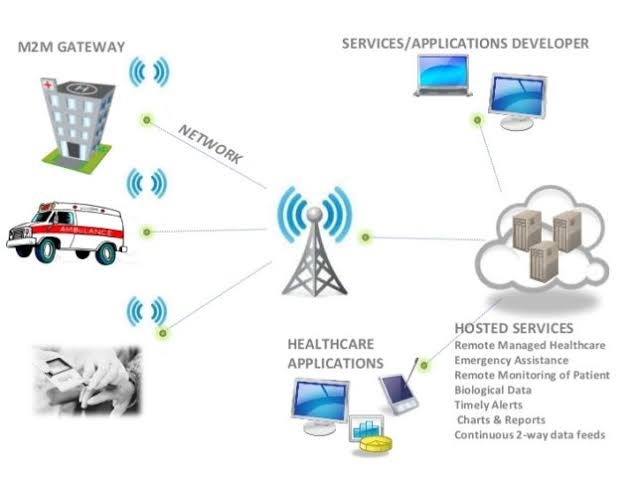 M2M GATEWAY
SERVICES/APPLICATIONS DEVELOPER
NETWORK
AMBULANCE
HEALTHCARE
APPLICATIONS
HOSTED SERVICES
Remote Managed Healthcare
Emergency Assistance
Remote Monitoring of Patient
Biological Data
Timely Alerts
Charts & Reports
Continuous 2-way data feeds